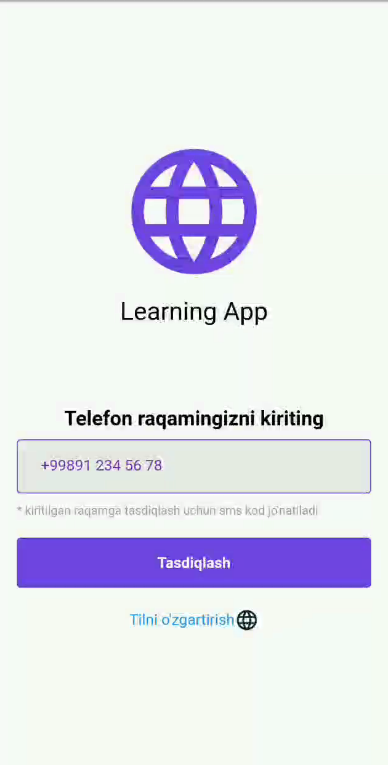 Learning App
Telefon raqamingizni kiriting
+99891 234 56 78
* kiritilgan raqamga tasdiqlash uchun sms kod jo'natiladi
Tasdiqlash
Tilni o'zgartirish